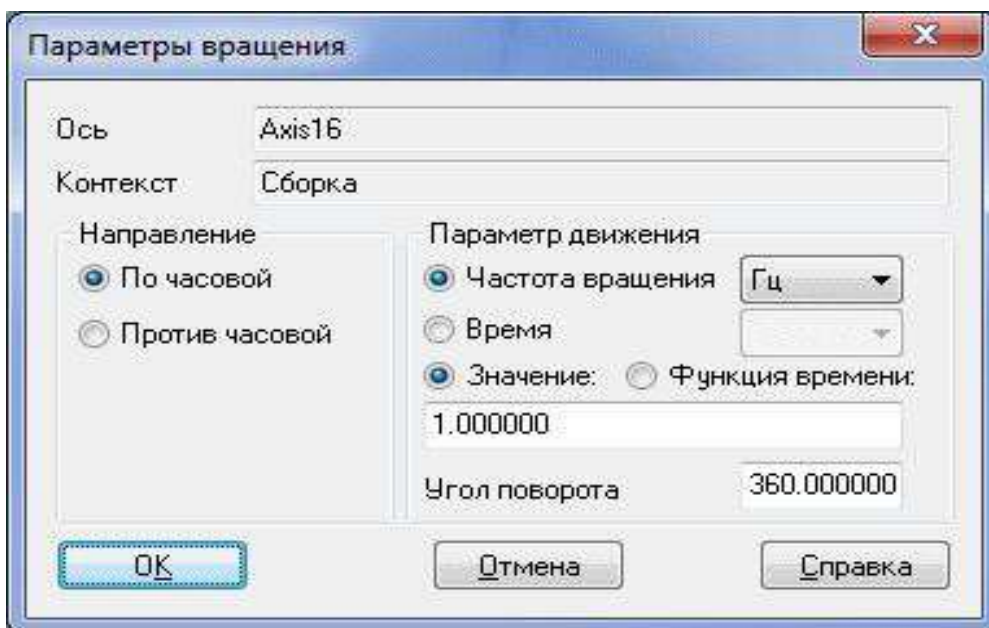 Параметры вращения
Ось Axis16
Контекст Сборка
Направление
По часовой
Против часовой
Параметр движения
Частота вращения Гц
Время
Значение: Функция времени:
1.000000
Угол поворота 360.000000
OK Отмена Справка